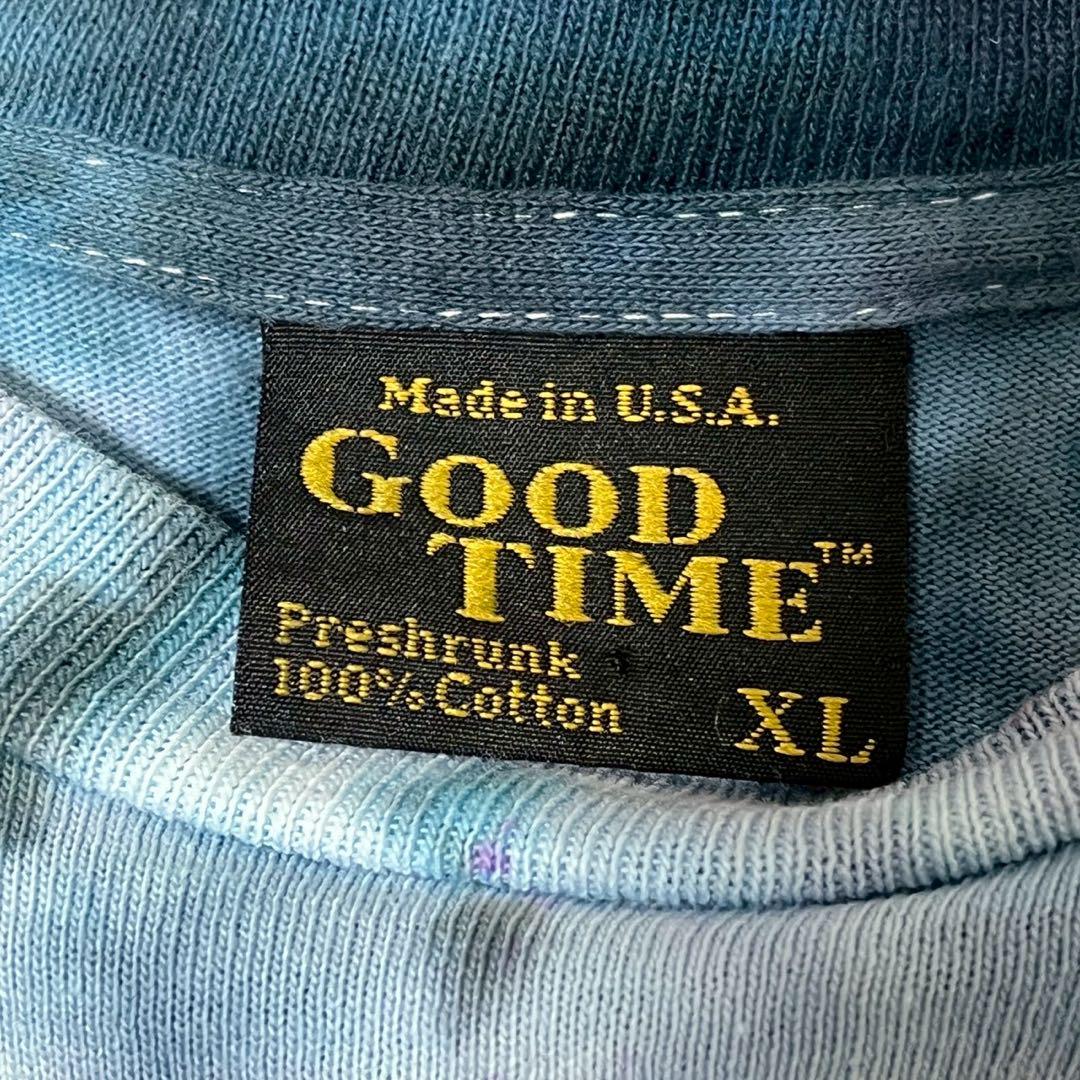 Made in U.S.A.
GOOD
TIME™
Preshrunk
100% Cotton
XL